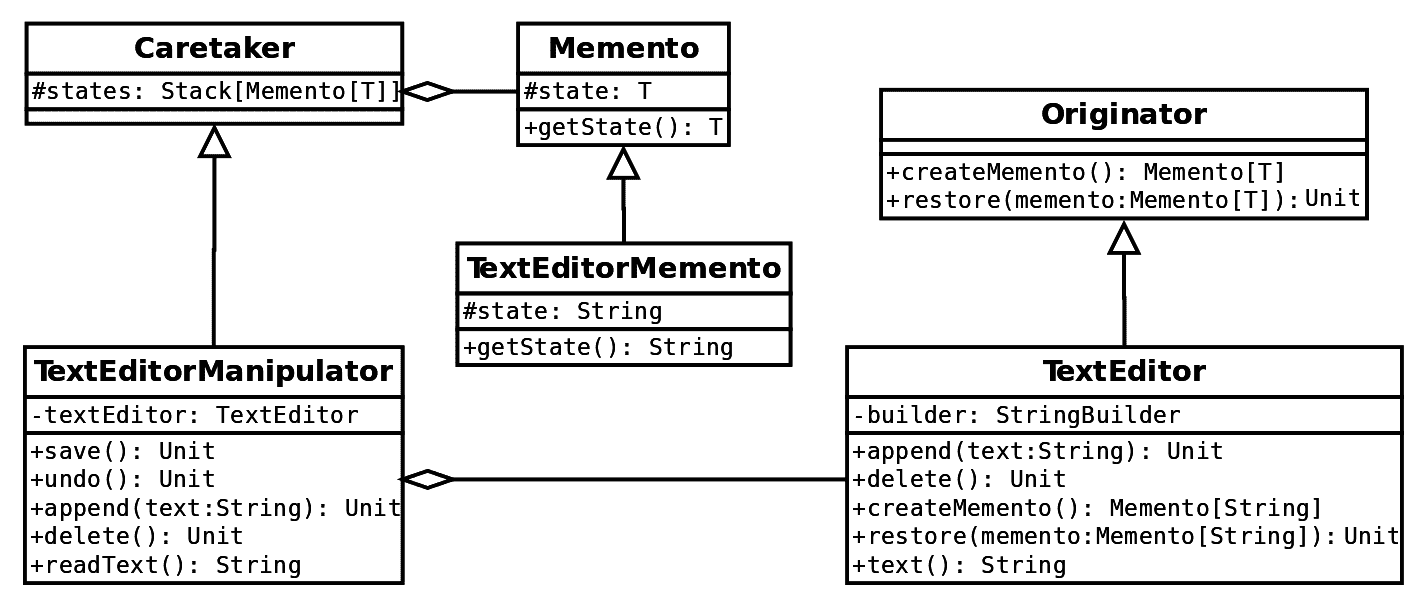 Caretaker
#states: Stack[Memento[T]]
Memento
#state: T
+getState(): T
Originator
+createMemento(): Memento[T]
+restore(memento:Memento[T]): Unit
TextEditorMemento
#state: String
+getState(): String
TextEditorManipulator
-textEditor: TextEditor
+save(): Unit
+undo(): Unit
+append(text:String): Unit
+delete(): Unit
+readText(): String
TextEditor
-builder: StringBuilder
+append(text:String): Unit
+delete(): Unit
+createMemento(): Memento[String]
+restore(memento:Memento[String]): Unit
+text(): String